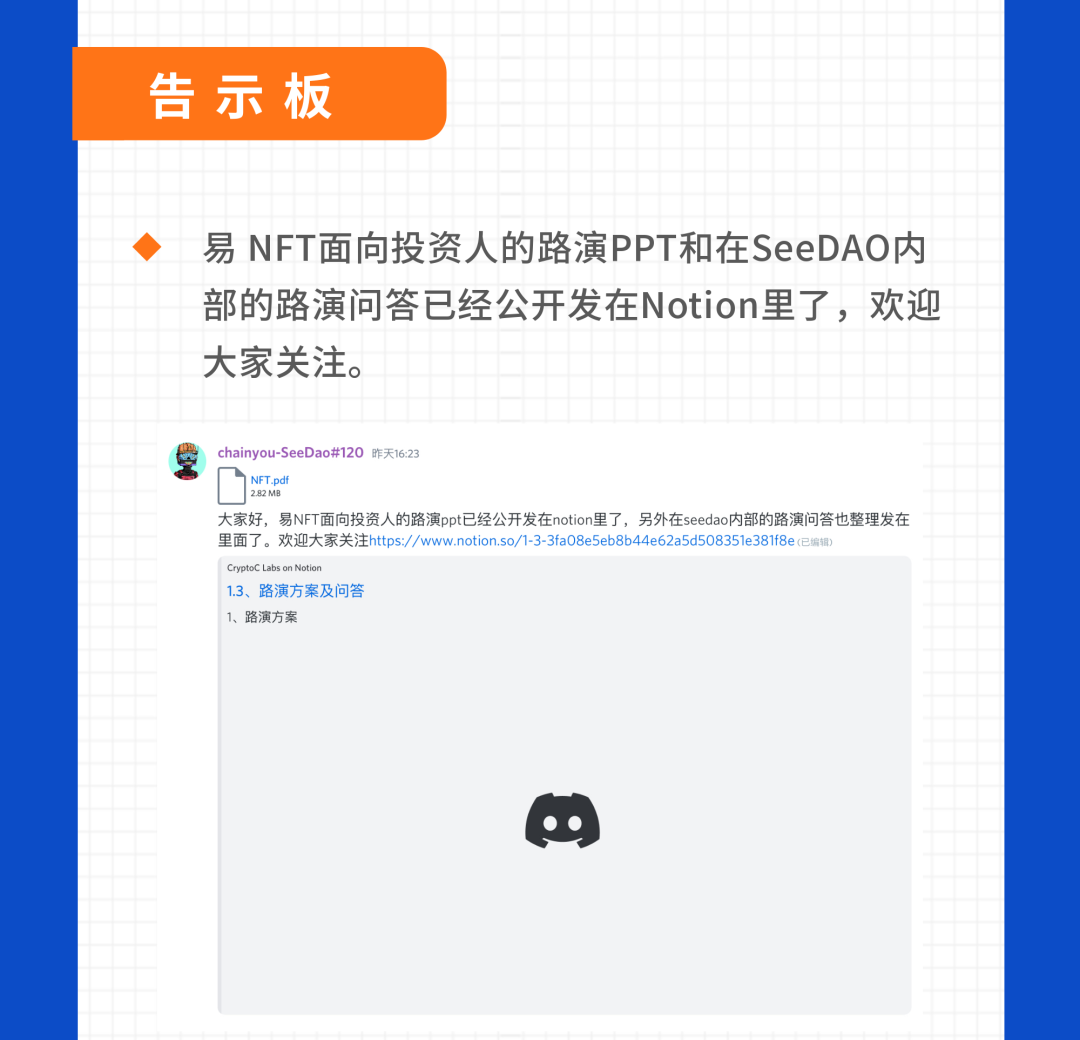 告示板
易 NFT面向投资人的路演PPT和在SeeDAO内
部的路演问答已经公开发在Notion里了，欢迎
大家关注。
chainyou-SeeDao#120 昨天16:23
NFT.pdf
2.82 MB
大家好，易NFT面向投资人的路演ppt已经公开发在notion里了，另外在seedao内部的路演问答也整理发在
里面了。欢迎大家关注https://www.notion.so/1-3-3fa08e5eb8b44e62a5d508351e381f8e (已编辑)
CryptoC Labs on Notion
1.3、路演方案及问答
1、路演方案